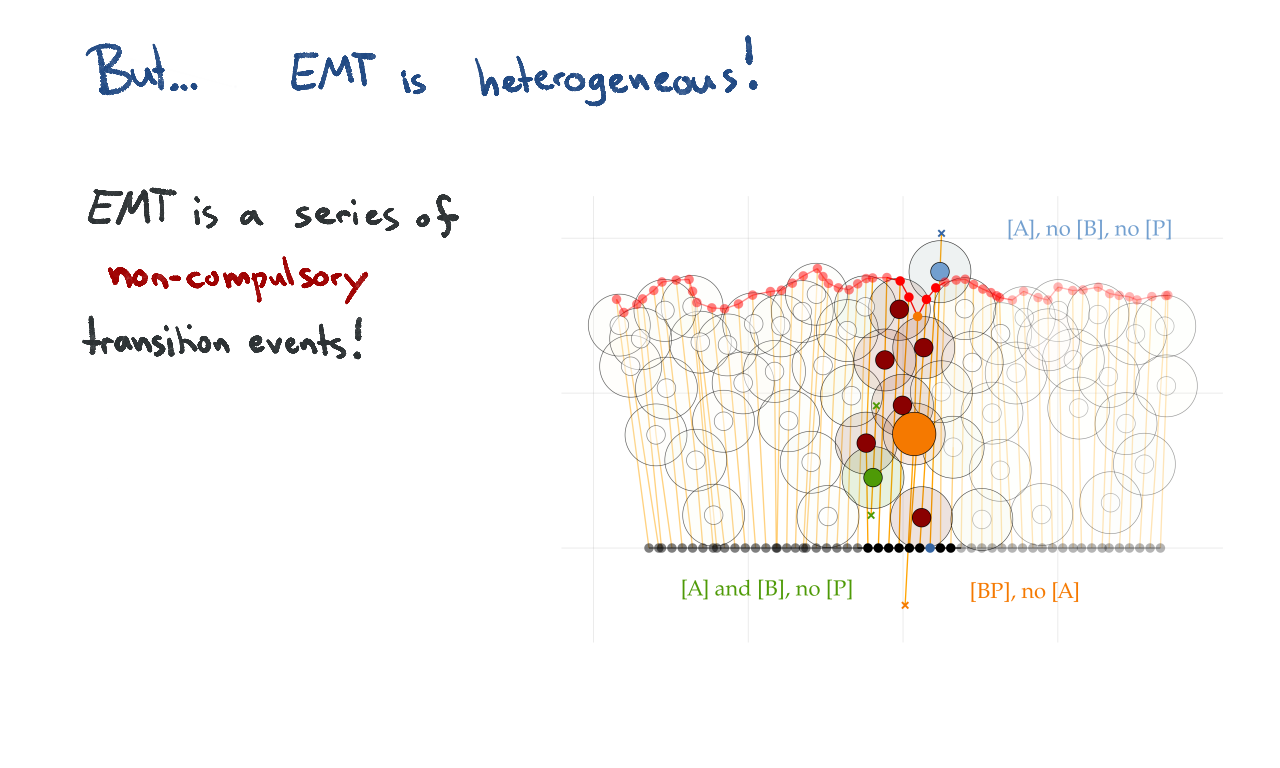 But... EMT is heterogeneous!
EMT is a series of
non-compulsory
transition events!
[A], no [B], no [P]
[A] and [B], no [P]
[BP], no [A]